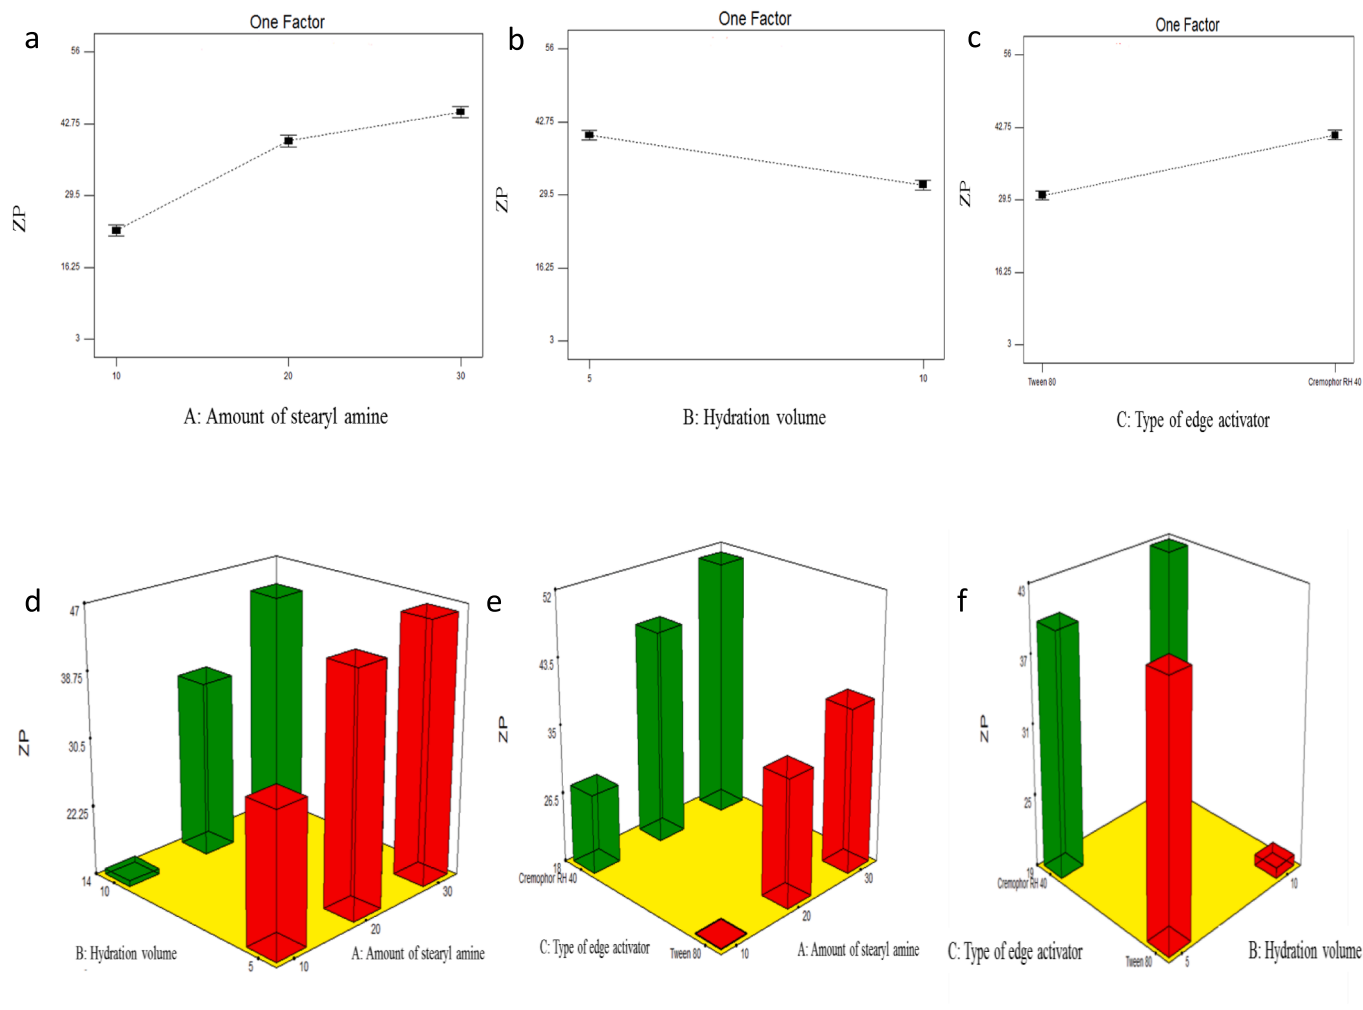 a
One Factor
56
42.75
29.5
16.25
3
ZP
10
20
30
A: Amount of stearyl amine
b
One Factor
56
42.75
29.5
16.25
3
ZP
5
10
B: Hydration volume
c
One Factor
56
42.75
29.5
16.25
3
ZP
Tween 80
Cremophor RH 40
C: Type of edge activator
d
47
38.75
30.5
22.25
14
ZP
10
5
B: Hydration volume
10
20
30
A: Amount of stearyl amine
e
52
43.5
35
26.5
18
ZP
Cremophor RH 40
Tween 80
C: Type of edge activator
10
20
30
A: Amount of stearyl amine
f
43
37
31
25
19
ZP
Cremophor RH 40
Tween 80
C: Type of edge activator
5
10
B: Hydration volume